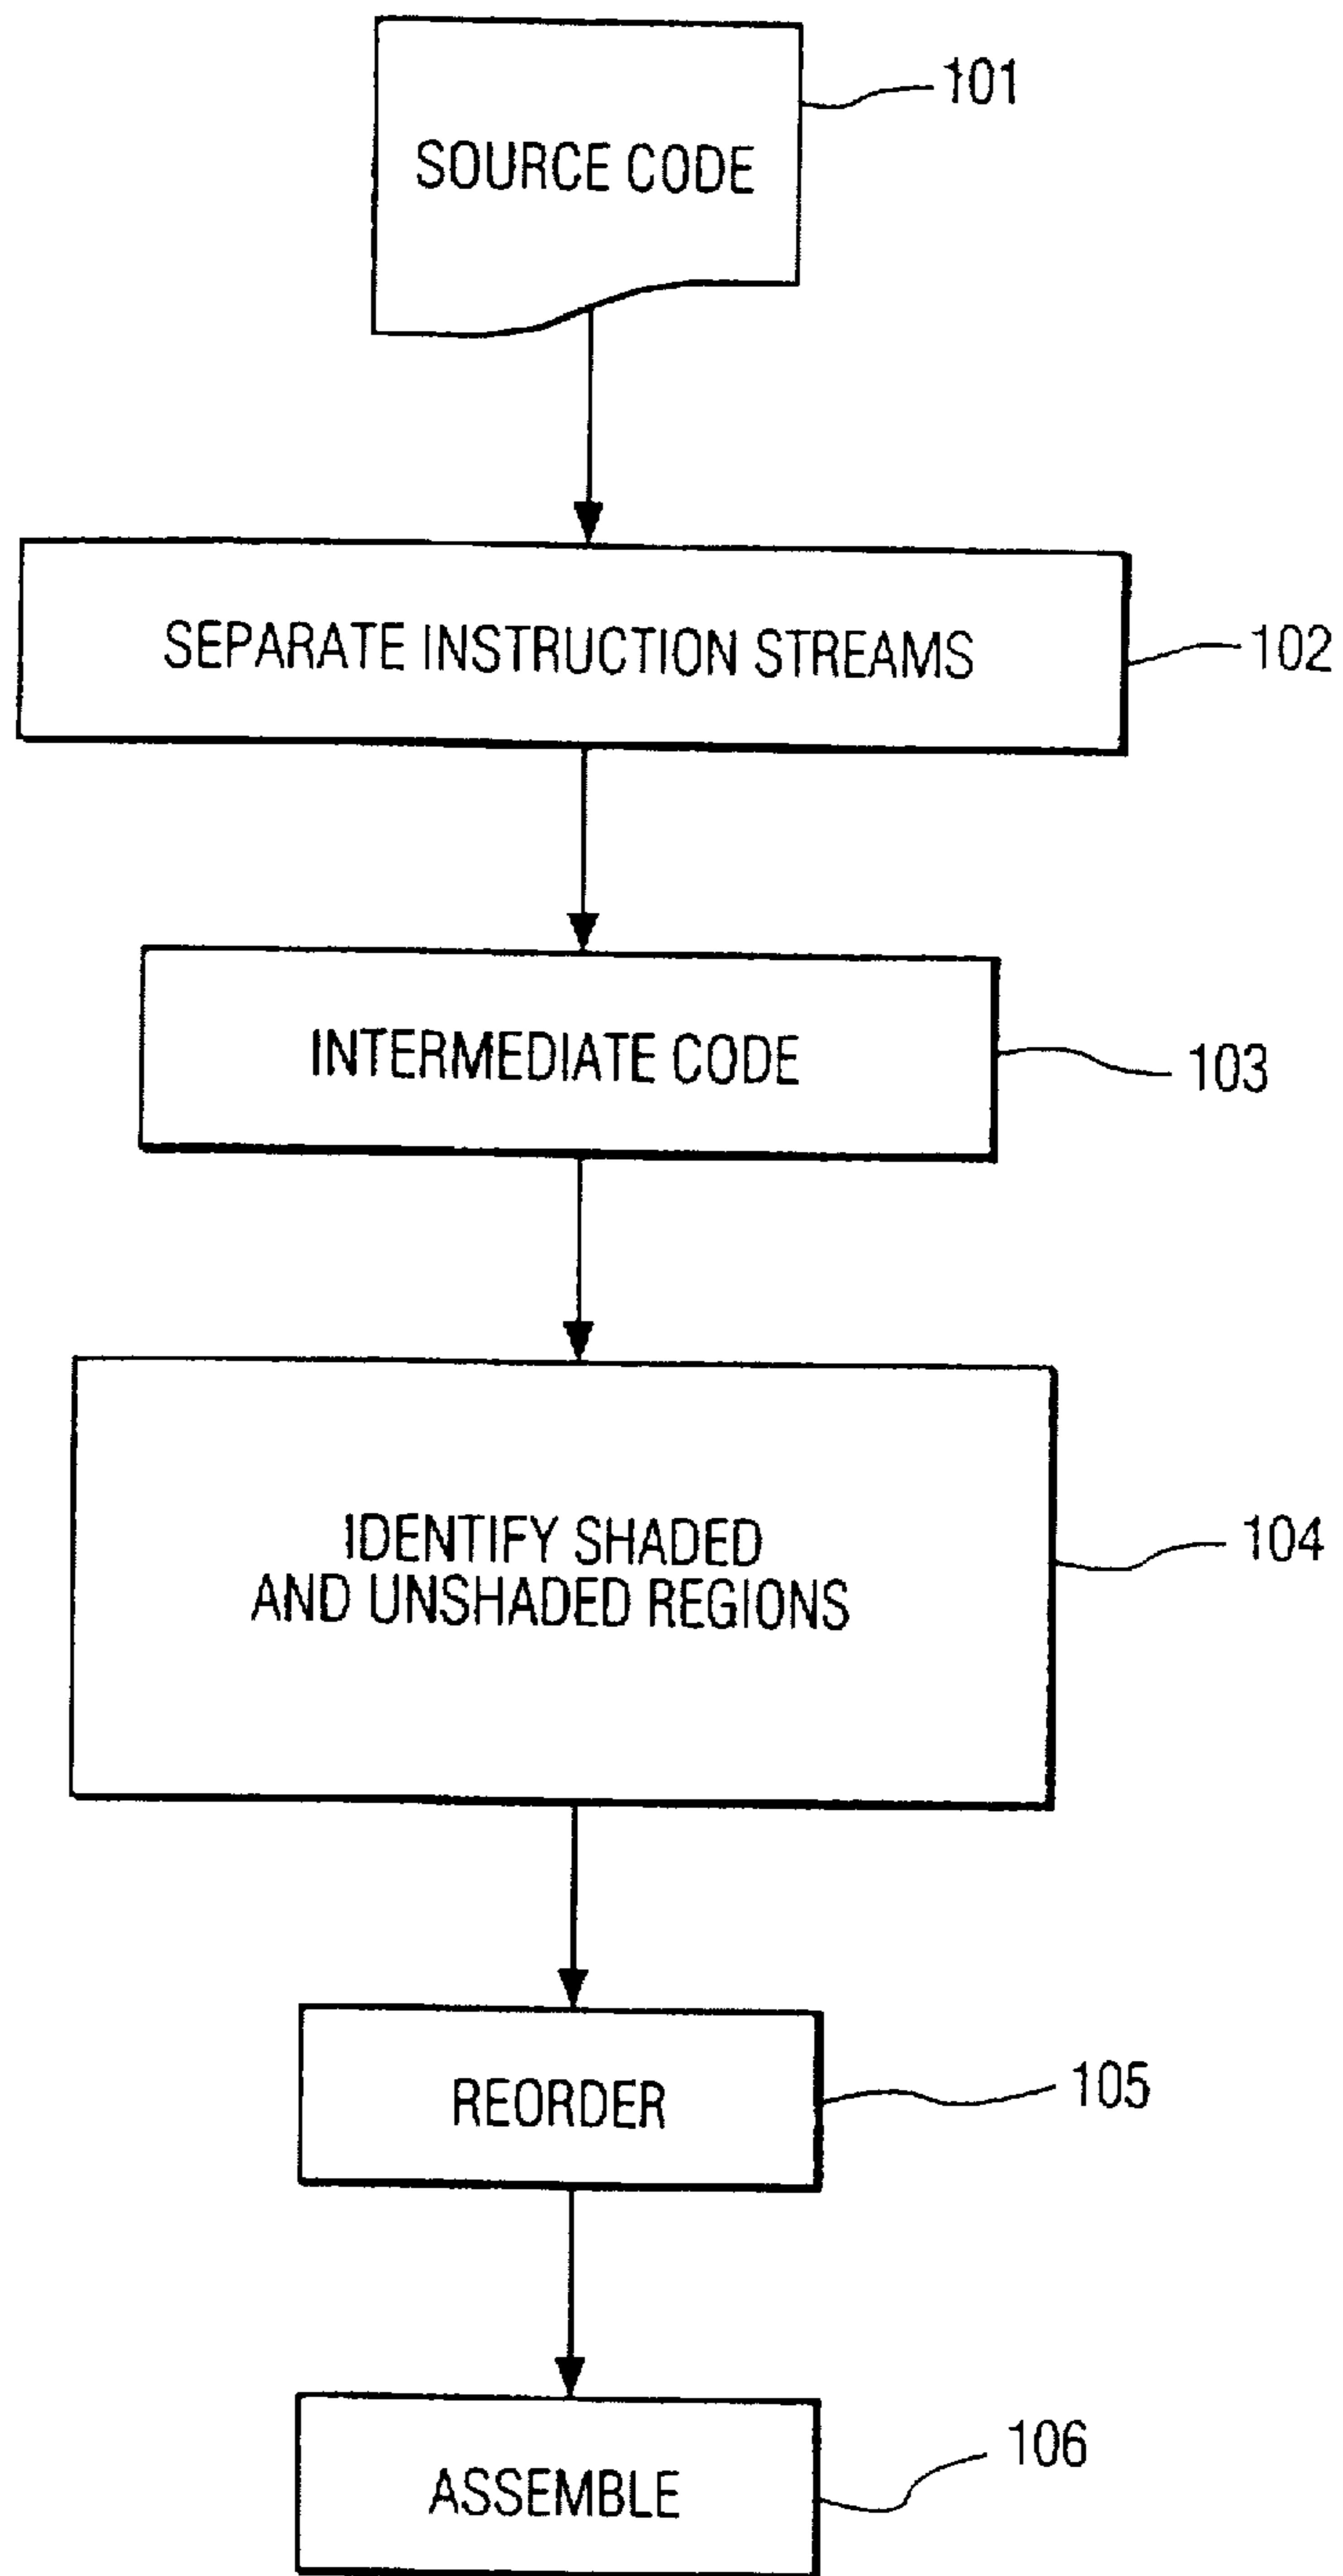 101
SOURCE CODE
SEPARATE INSTRUCTION STREAMS
102
INTERMEDIATE CODE
103
IDENTIFY SHADED
AND UNSHADED REGIONS
104
REORDER
105
ASSEMBLE
106